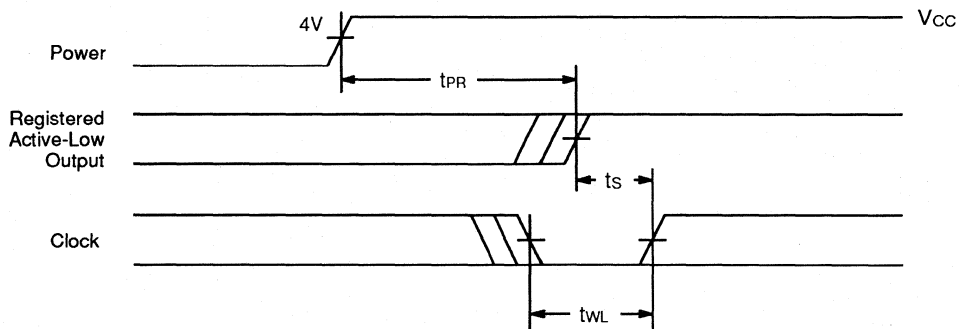 4V
VCC
Power
tPR
Registered
Active-Low
Output
tS
Clock
tWL